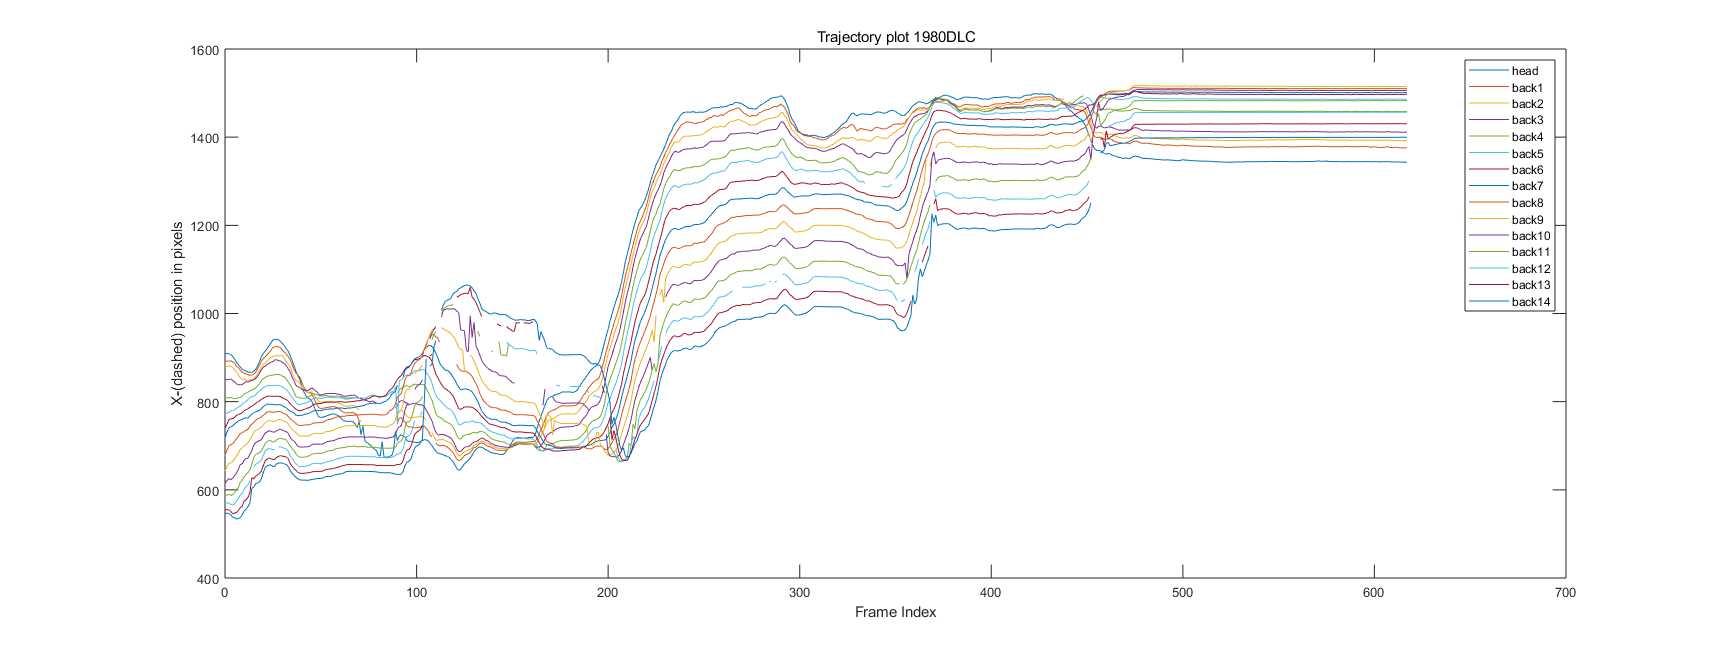 Trajectory plot 1980DLC
1600
1400
1200
1000
800
600
400
X-(dashed) position in pixels
0 100 200 300 400 500 600 700
Frame Index
head
back1
back2
back3
back4
back5
back6
back7
back8
back9
back10
back11
back12
back13
back14